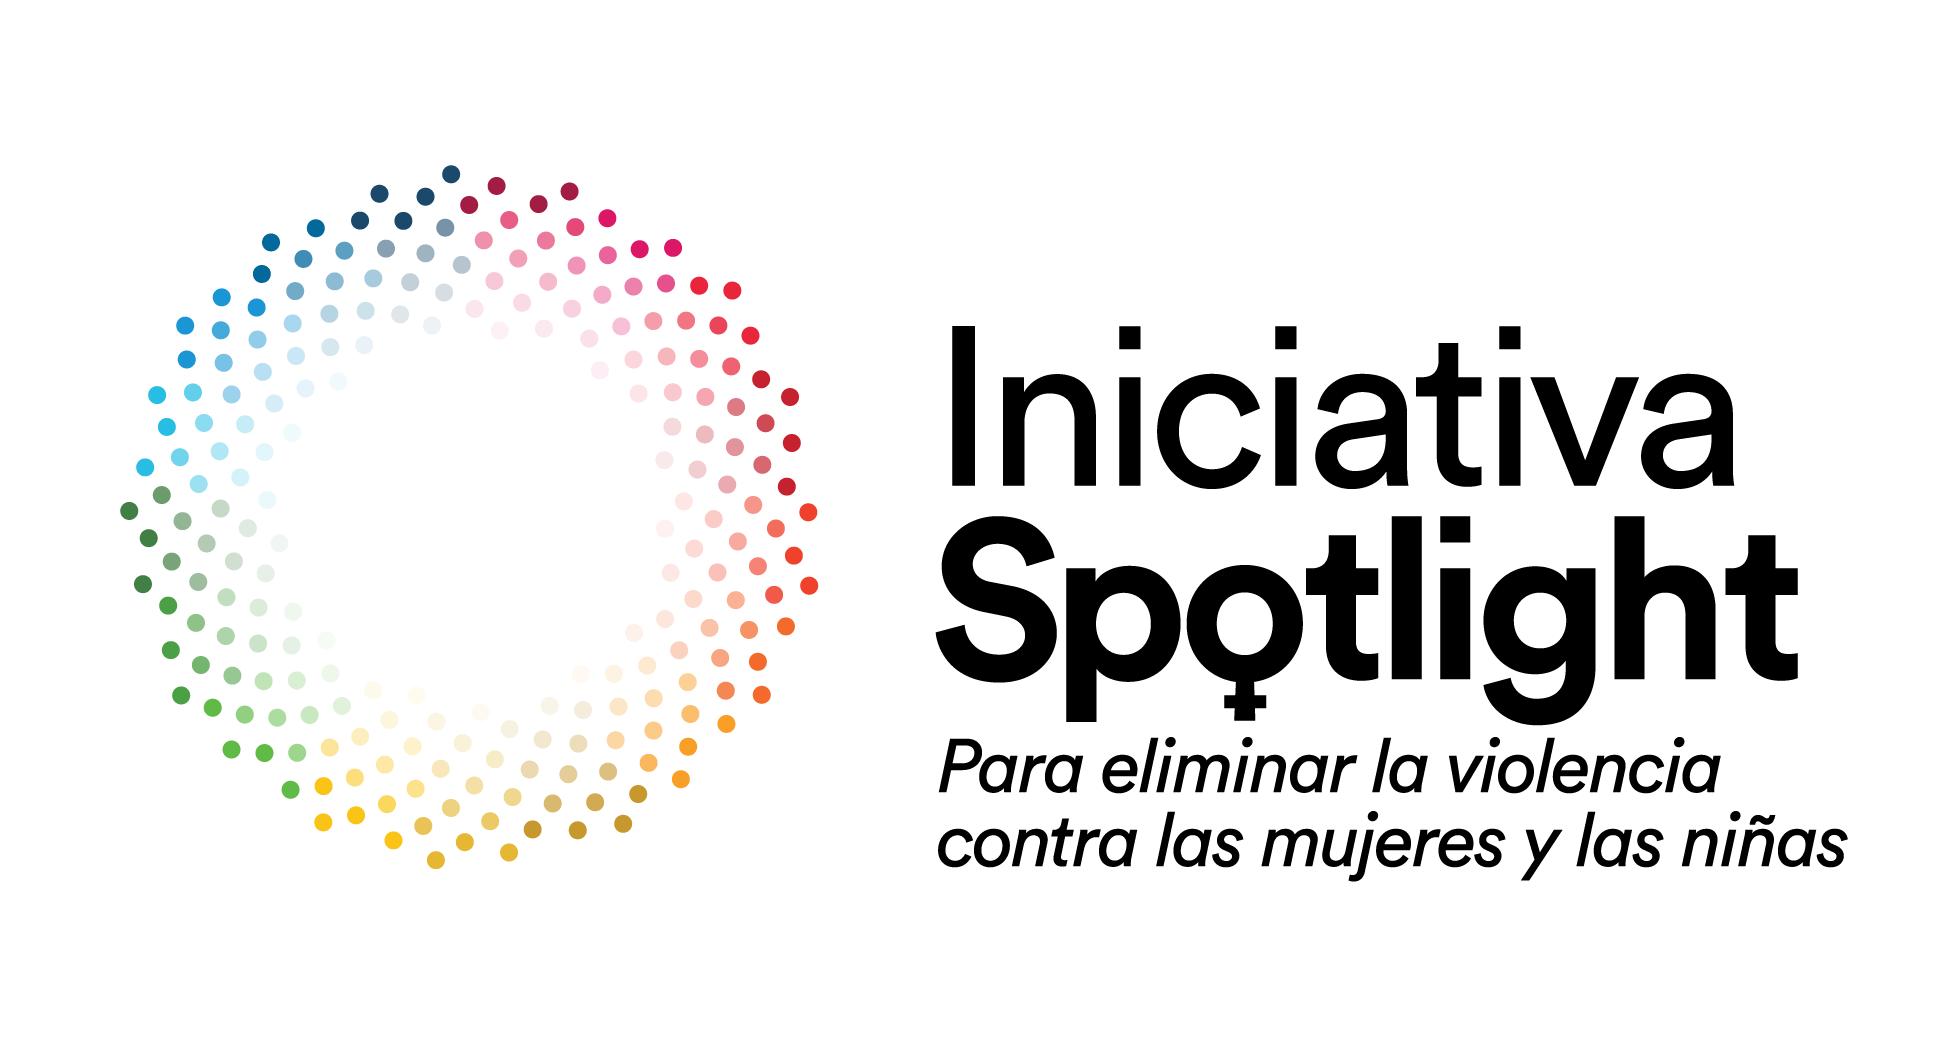 Iniciativa
Spotlight
Para eliminar la violencia
contra las mujeres y las niñas